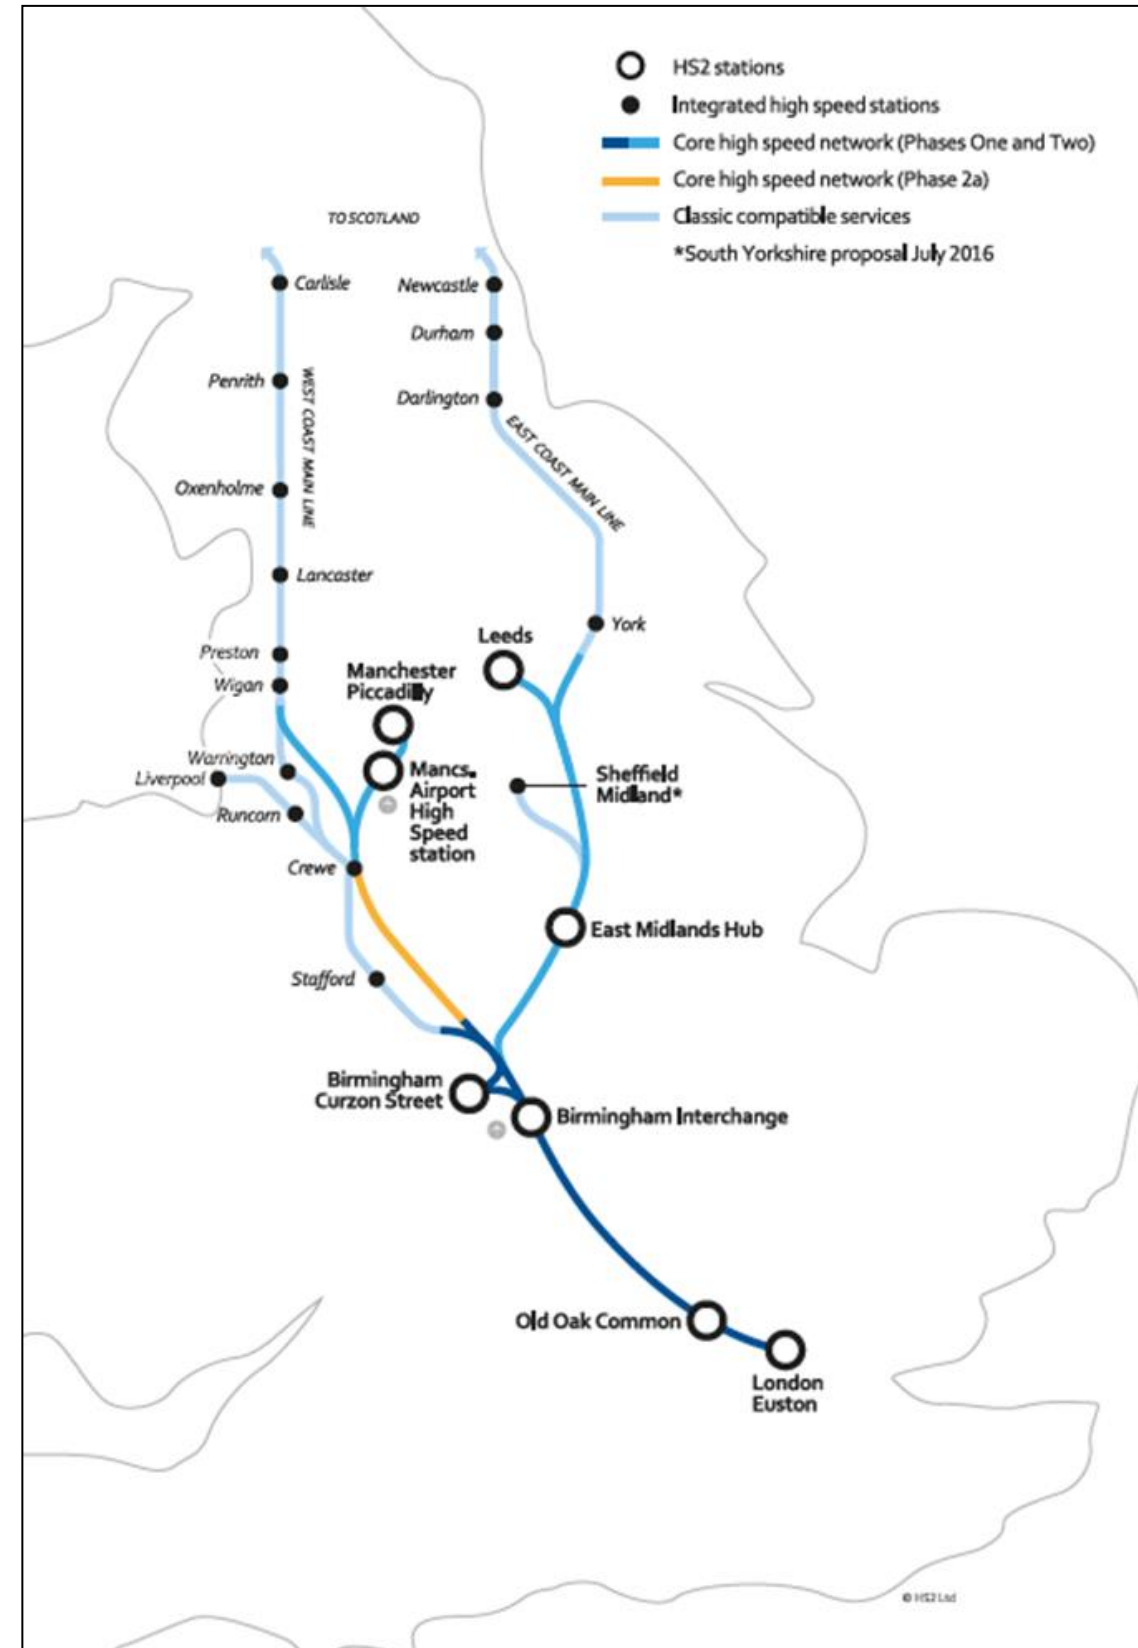 HS2 stations
Integrated high speed stations
Core high speed network (Phases One and Two)
Core high speed network (Phase 2a)
Classic compatible services
*South Yorkshire proposal July 2016
TO SCOTLAND
Carlisle
Newcastle
Durham
Penrith
Darlington
WEST COAST MAIN LINE
EAST COAST MAIN LINE
Oxenholme
Lancaster
York
Leeds
Preston
Manchester
Piccadilly
Wigan
Warrington
Liverpool
Mancs.
Airport
High
Speed
station
Sheffield
Midland*
Runcorn
Crewe
East Midlands Hub
Stafford
Birmingham
Curzon Street
Birmingham Interchange
Old Oak Common
London
Euston
© HS2 Ltd